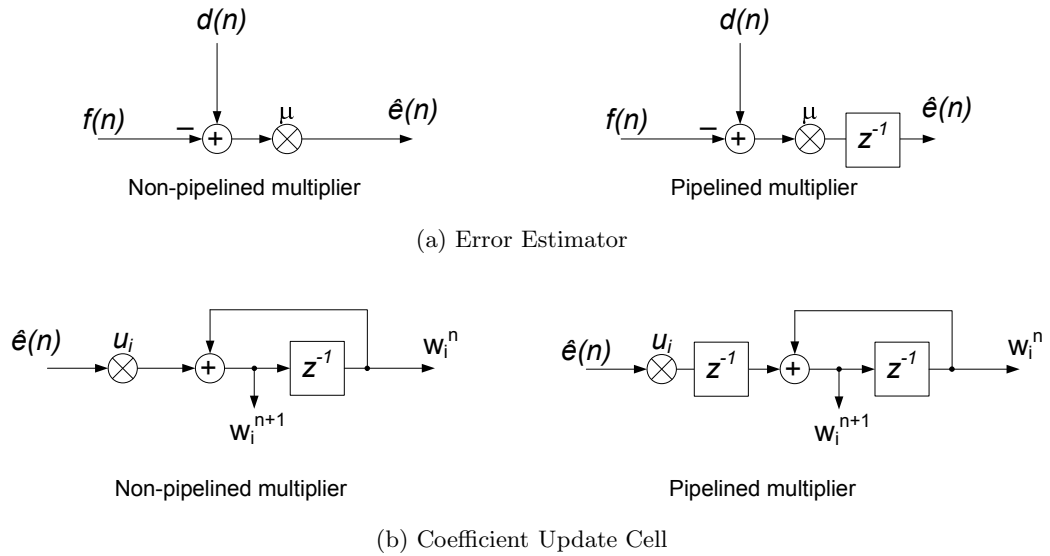 d(n)
d(n)
f(n)
–
+
μ
ê(n)
f(n)
–
+
μ
z⁻¹
ê(n)
Non-pipelined multiplier
Pipelined multiplier
(a) Error Estimator
ê(n)
uᵢ
+
z⁻¹
wᵢⁿ
wᵢⁿ⁺¹
ê(n)
uᵢ
z⁻¹
+
z⁻¹
wᵢⁿ
wᵢⁿ⁺¹
Non-pipelined multiplier
Pipelined multiplier
(b) Coefficient Update Cell